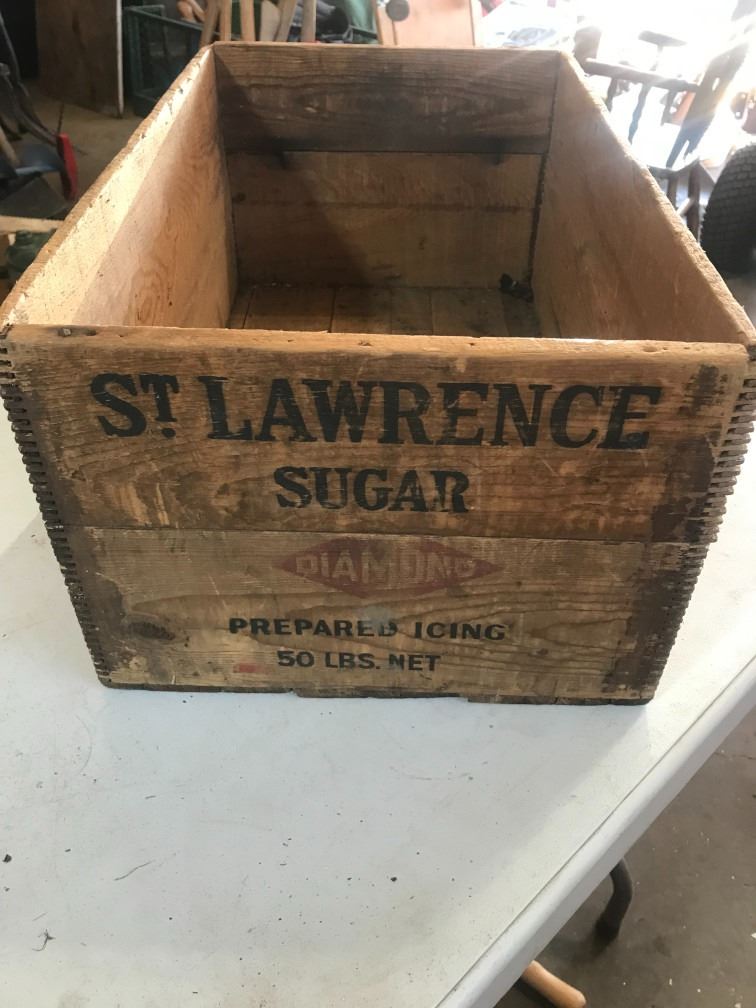 ST. LAWRENCE
SUGAR
DIAMOND
PREPARED ICING
50 LBS. NET